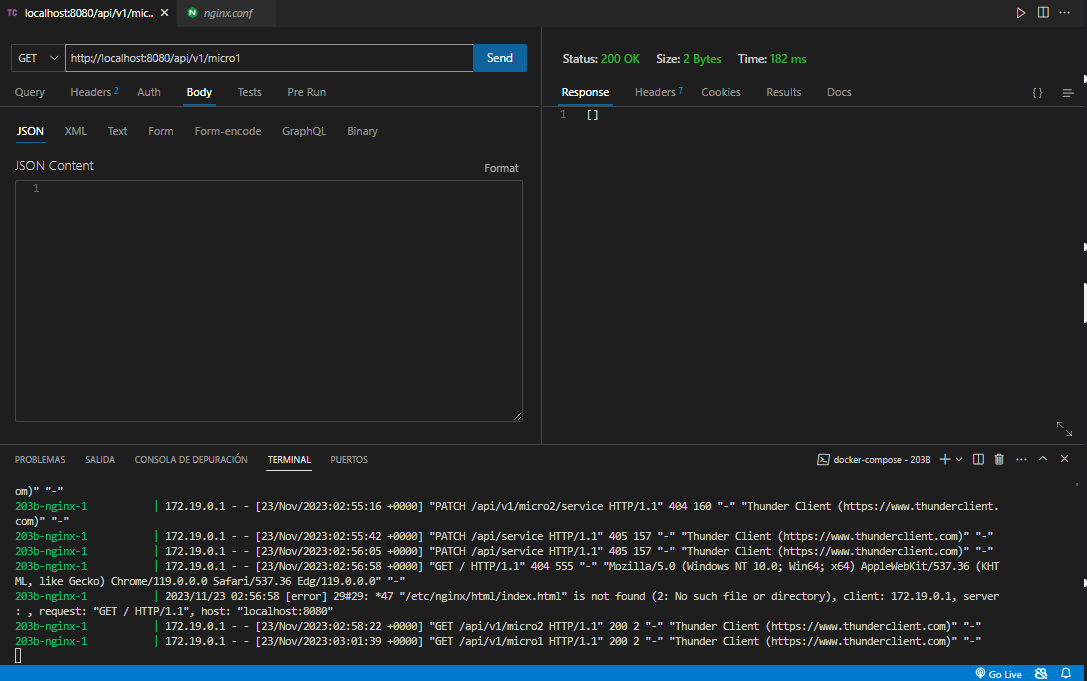 TC localhost:8080/api/v1/mic.. N nginx.conf
GET http://localhost:8080/api/v1/micro1 Send
Status: 200 OK Size: 2 Bytes Time: 182 ms
Query Headers 2 Auth Body Tests Pre Run
Response Headers 7 Cookies Results Docs { }
1 []
JSON XML Text Form Form-encode GraphQL Binary
JSON Content Format
1
PROBLEMAS SALIDA CONSOLA DE DEPURACIÓN TERMINAL PUERTOS docker-compose - 203B
om)" "-"
203b-nginx-1 | 172.19.0.1 - - [23/Nov/2023:02:55:16 +0000] "PATCH /api/v1/micro2/service HTTP/1.1" 404 160 "-" "Thunder Client (https://www.thunderclient.
com)" "-"
203b-nginx-1 | 172.19.0.1 - - [23/Nov/2023:02:55:42 +0000] "PATCH /api/service HTTP/1.1" 405 157 "-" "Thunder Client (https://www.thunderclient.com)" "-"
203b-nginx-1 | 172.19.0.1 - - [23/Nov/2023:02:56:05 +0000] "PATCH /api/service HTTP/1.1" 405 157 "-" "Thunder Client (https://www.thunderclient.com)" "-"
203b-nginx-1 | 172.19.0.1 - - [23/Nov/2023:02:56:58 +0000] "GET / HTTP/1.1" 404 555 "-" "Mozilla/5.0 (Windows NT 10.0; Win64; x64) AppleWebKit/537.36 (KHT
ML, like Gecko) Chrome/119.0.0.0 Safari/537.36 Edg/119.0.0.0" "-"
203b-nginx-1 | 2023/11/23 02:56:58 [error] 29#29: *47 "/etc/nginx/html/index.html" is not found (2: No such file or directory), client: 172.19.0.1, server
: , request: "GET / HTTP/1.1", host: "localhost:8080"
203b-nginx-1 | 172.19.0.1 - - [23/Nov/2023:02:58:22 +0000] "GET /api/v1/micro2 HTTP/1.1" 200 2 "-" "Thunder Client (https://www.thunderclient.com)" "-"
203b-nginx-1 | 172.19.0.1 - - [23/Nov/2023:03:01:39 +0000] "GET /api/v1/micro1 HTTP/1.1" 200 2 "-" "Thunder Client (https://www.thunderclient.com)" "-"
Go Live